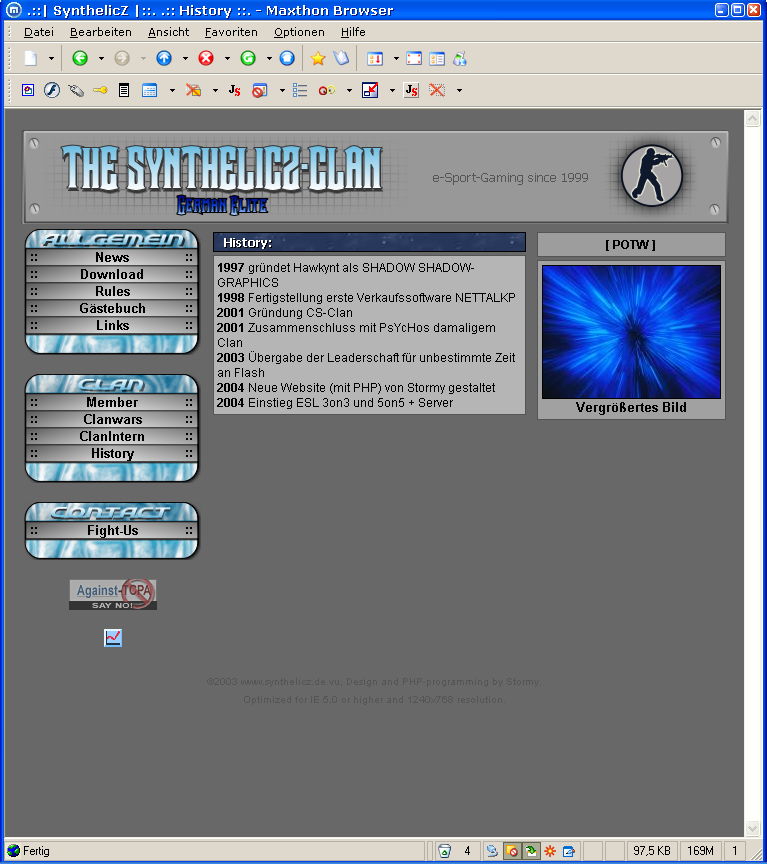 .::| SynthelicZ |::. .:: History ::. - Maxthon Browser
Datei Bearbeiten Ansicht Favoriten Optionen Hilfe
THE SYNTHELICZ-CLAN
GERMAN ELITE
e-Sport-Gaming since 1999
ALLGEMEIN
:: News ::
:: Download ::
:: Rules ::
:: Gästebuch ::
:: Links ::
CLAN
:: Member ::
:: Clanwars ::
:: ClanIntern ::
:: History ::
CONTACT
:: Fight-Us ::
Against-TCPA
SAY NO!
History:
1997 gründet Hawkynt als SHADOW SHADOW-
GRAPHICS
1998 Fertigstellung erste Verkaufssoftware NETTALKP
2001 Gründung CS-Clan
2001 Zusammenschluss mit PsYcHos damaligem
Clan
2003 Übergabe der Leaderschaft für unbestimmte Zeit
an Flash
2004 Neue Website (mit PHP) von Stormy gestaltet
2004 Einstieg ESL 3on3 und 5on5 + Server
[ POTW ]
Vergrößertes Bild
©2003 www.synthelicz.de.vu, Design and PHP-programming by Stormy.
Optimized for IE 5.0 or higher and 1240x768 resolution.
Fertig
4
97,5 KB
169M
1